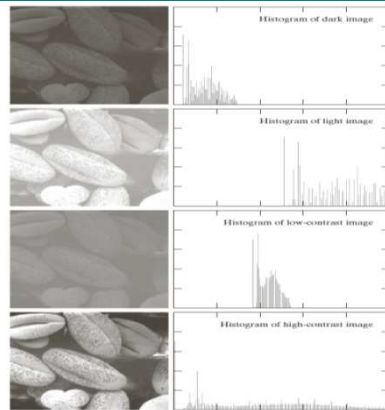 Histogram of dark image
Histogram of light image
Histogram of low-contrast image
Histogram of high-contrast image